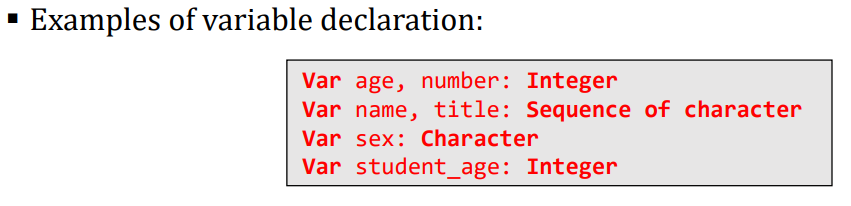 ▪ Examples of variable declaration:
Var age, number: Integer
Var name, title: Sequence of character
Var sex: Character
Var student_age: Integer